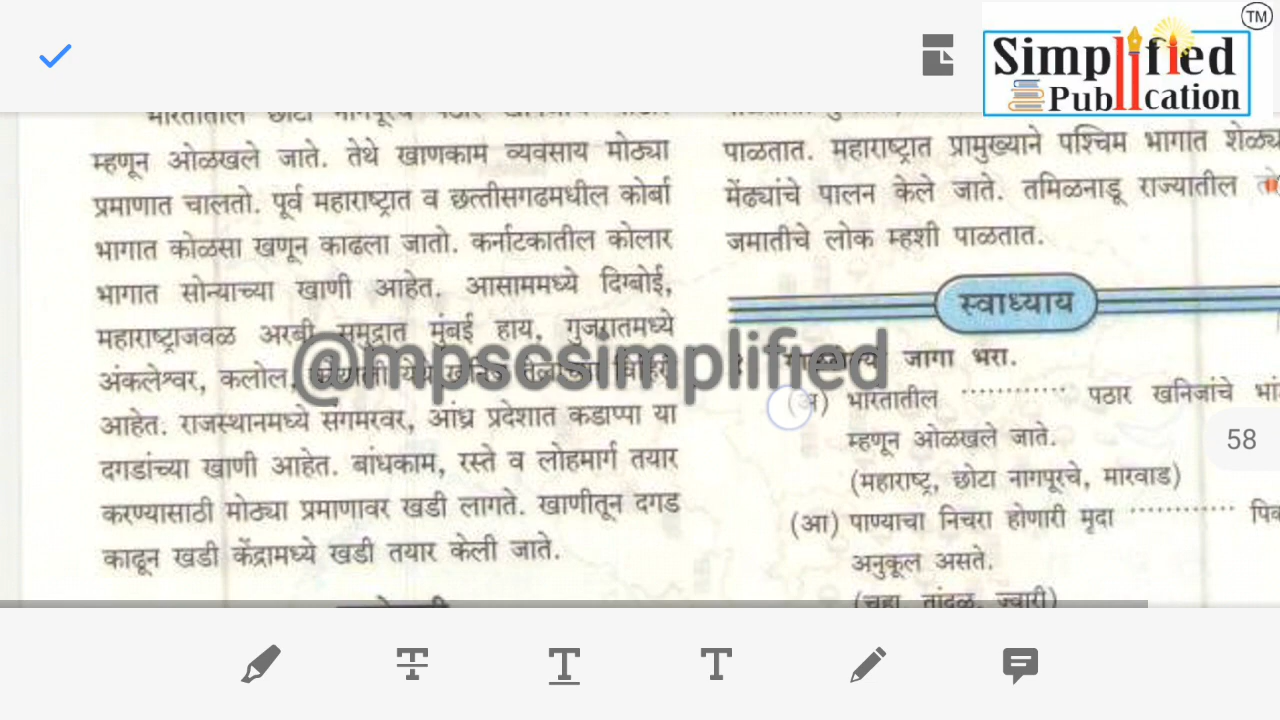 TM
Simplified
Publication
भारतातील छोटा
म्हणून ओळखले जाते. तेथे खाणकाम व्यवसाय मोठ्या
प्रमाणात चालतो. पूर्व महाराष्ट्रात व छत्तीसगढमधील कोर्बा
भागात कोळसा खणून काढला जातो. कर्नाटकातील कोलार
भागात सोन्याच्या खाणी आहेत. आसाममध्ये दिग्बोई,
महाराष्ट्राजवळ अरबी समुद्रात मुंबई हाय, गुजरातमध्ये
अंकलेश्वर, कलोल,
आहेत. राजस्थानमध्ये संगमरवर, आंध्र प्रदेशात कडाप्पा या
दगडांच्या खाणी आहेत. बांधकाम, रस्ते व लोहमार्ग तयार
करण्यासाठी मोठ्या प्रमाणावर खडी लागते. खाणीतून दगड
काढून खडी केंद्रामध्ये खडी तयार केली जाते.
पाळतात. महाराष्ट्रात प्रामुख्याने पश्चिम भागात
मेंढ्यांचे पालन केले जाते. तमिळनाडू राज्यातील
जमातीचे लोक म्हशी पाळतात.
स्वाध्याय
जागा भरा.
(अ) भारतातील ............ पठार खनिजांचे
म्हणून ओळखले जाते.
(महाराष्ट्र, छोटा नागपूरचे, मारवाड)
(आ) पाण्याचा निचरा होणारी मृदा ............
अनुकूल असते.
(चहा, तांदूळ, ज्वारी)
@mpscsimplified
58